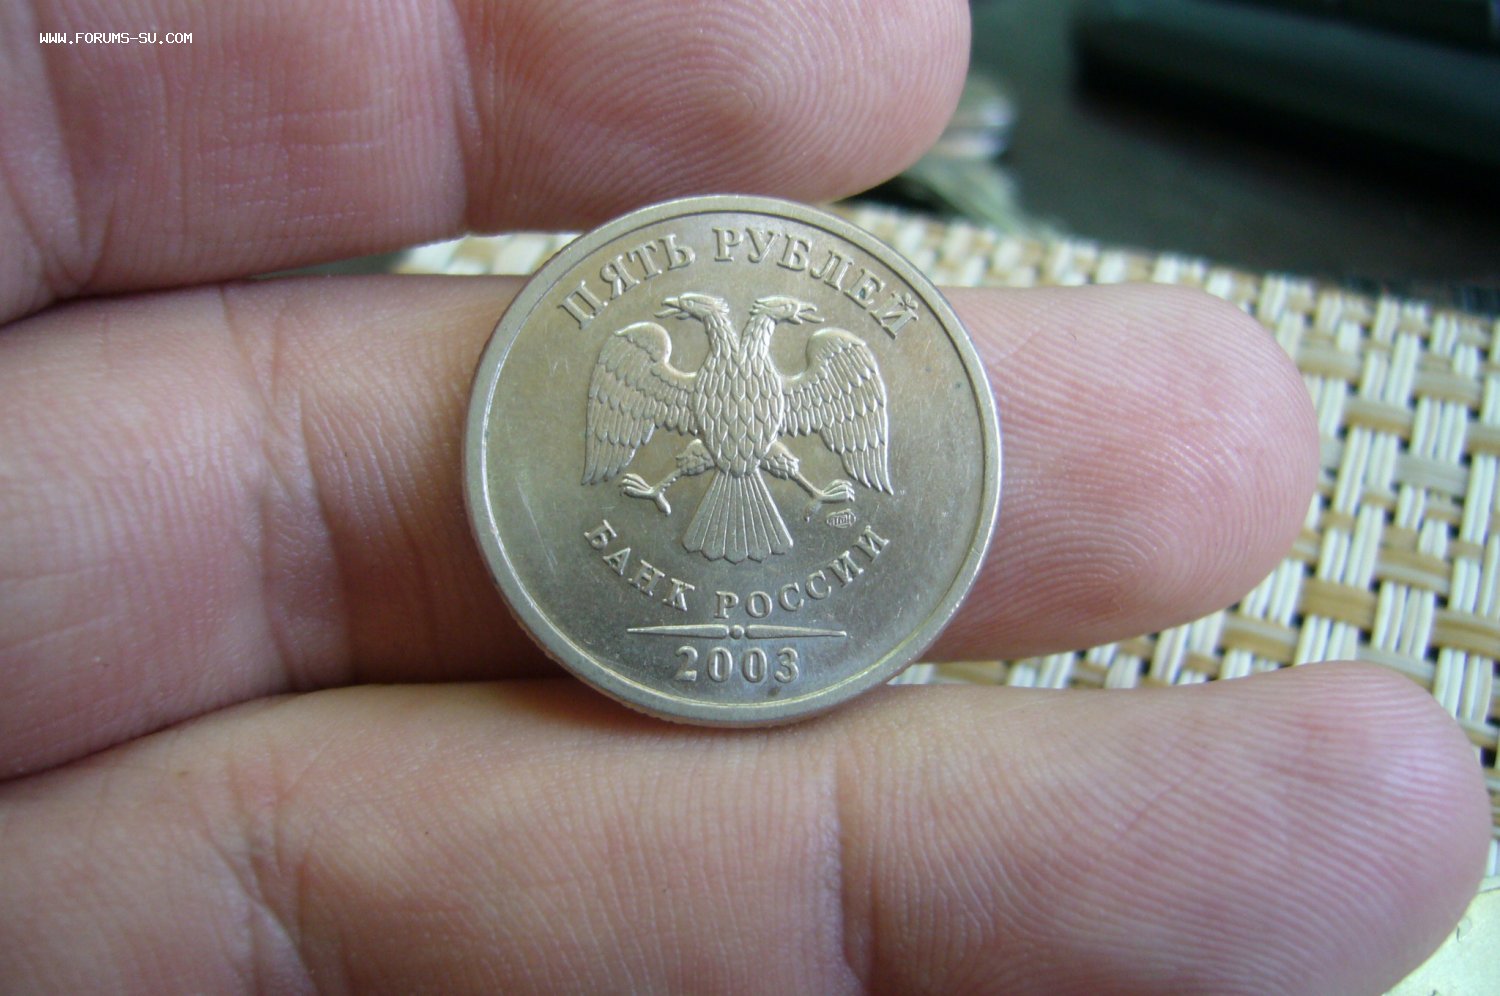 WWW.FORUMS-SU.COM
ПЯТЬ РУБЛЕЙ
БАНК РОССИИ
2003